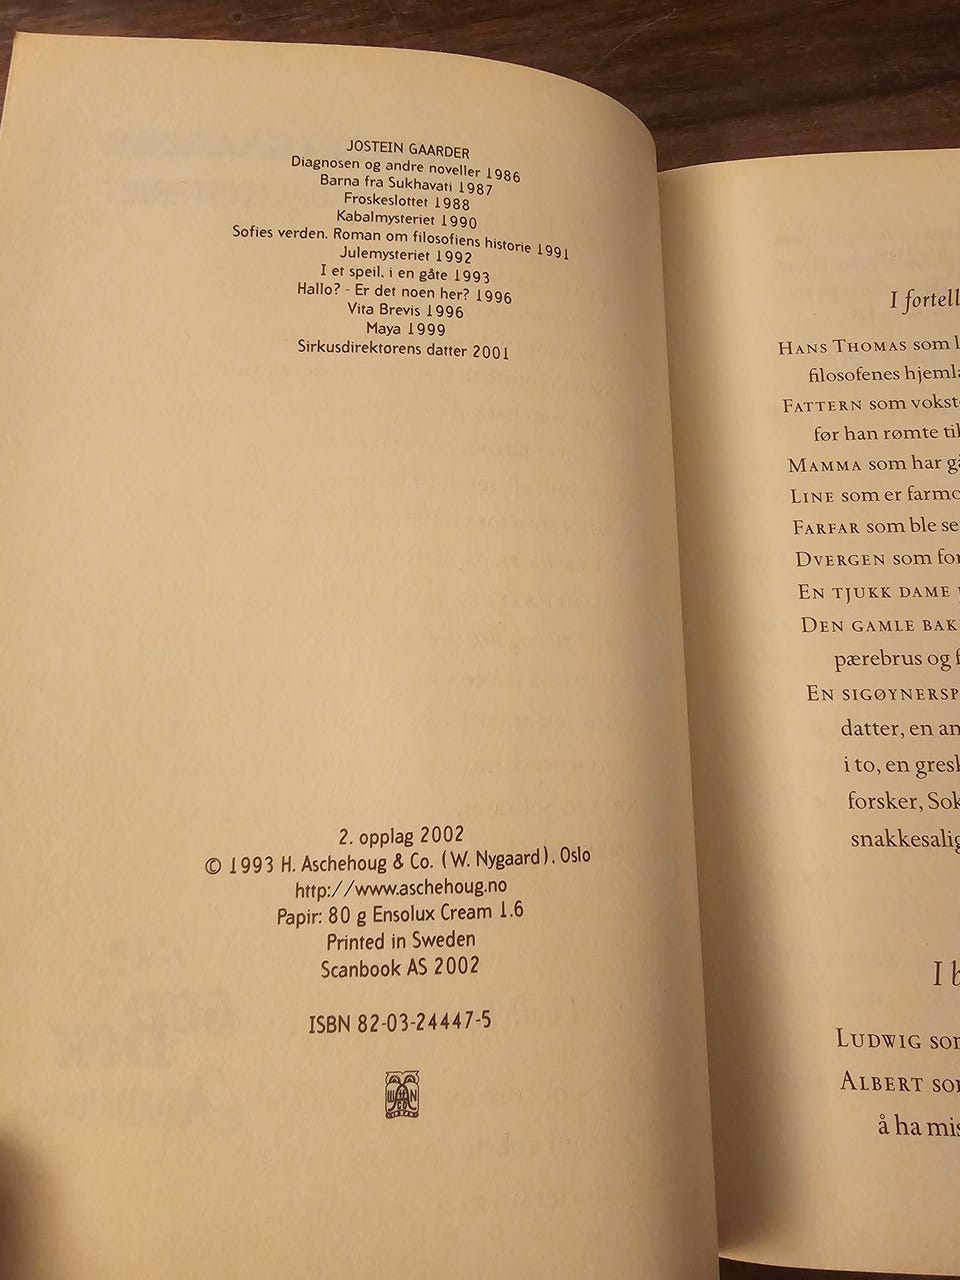 JOSTEIN GAARDER
Diagnosen og andre noveller 1986
Barna fra Sukhavati 1987
Froskeslottet 1988
Kabalmysteriet 1990
Sofies verden. Roman om filosofiens historie 1991
Julemysteriet 1992
I et speil, i en gåte 1993
Hallo? - Er det noen her? 1996
Vita Brevis 1996
Maya 1999
Sirkusdirektørens datter 2001
2. opplag 2002
© 1993 H. Aschehoug & Co. (W. Nygaard), Oslo
http://www.aschehoug.no
Papir: 80 g Ensolux Cream 1.6
Printed in Sweden
Scanbook AS 2002
ISBN 82-03-24447-5
I fortell
HANS THOMAS som l
filosofenes hjemla
FATTERN som vokst
før han rømte til
MAMMA som har gå
LINE som er farmo
FARFAR som ble se
DVERGEN som for
EN TJUKK DAME
DEN GAMLE BAK
pærebrus og f
EN SIGØYNERSP
datter, en am
i to, en gresk
forsker, Sok
snakkesalig
I b
LUDWIG som
ALBERT som
å ha mis